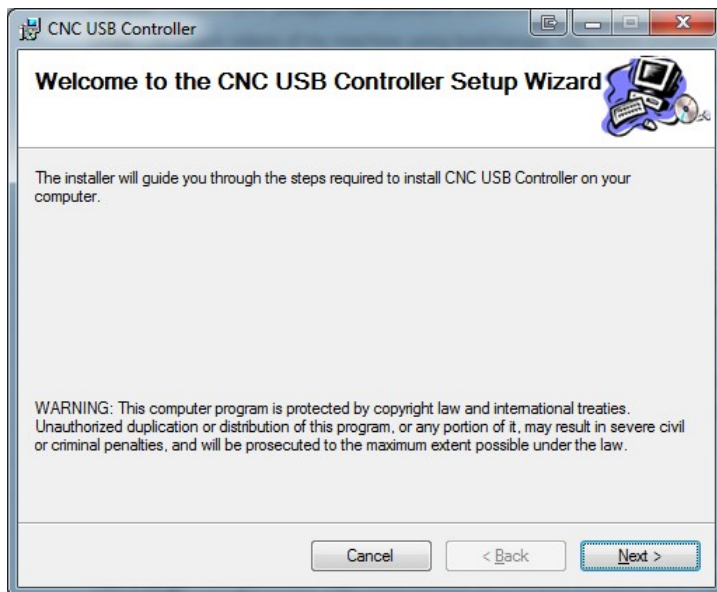 CNC USB Controller
Welcome to the CNC USB Controller Setup Wizard
The installer will guide you through the steps required to install CNC USB Controller on your
computer.
WARNING: This computer program is protected by copyright law and international treaties.
Unauthorized duplication or distribution of this program, or any portion of it, may result in severe civil
or criminal penalties, and will be prosecuted to the maximum extent possible under the law.
Cancel < Back Next >